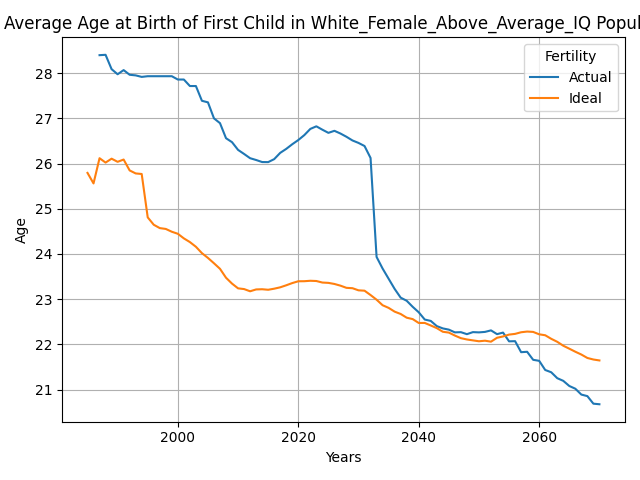 Average Age at Birth of First Child in White_Female_Above_Average_IQ Popul
Fertility
Actual
Ideal
28
27
26
25
24
23
22
21
Age
2000 2020 2040 2060
Years